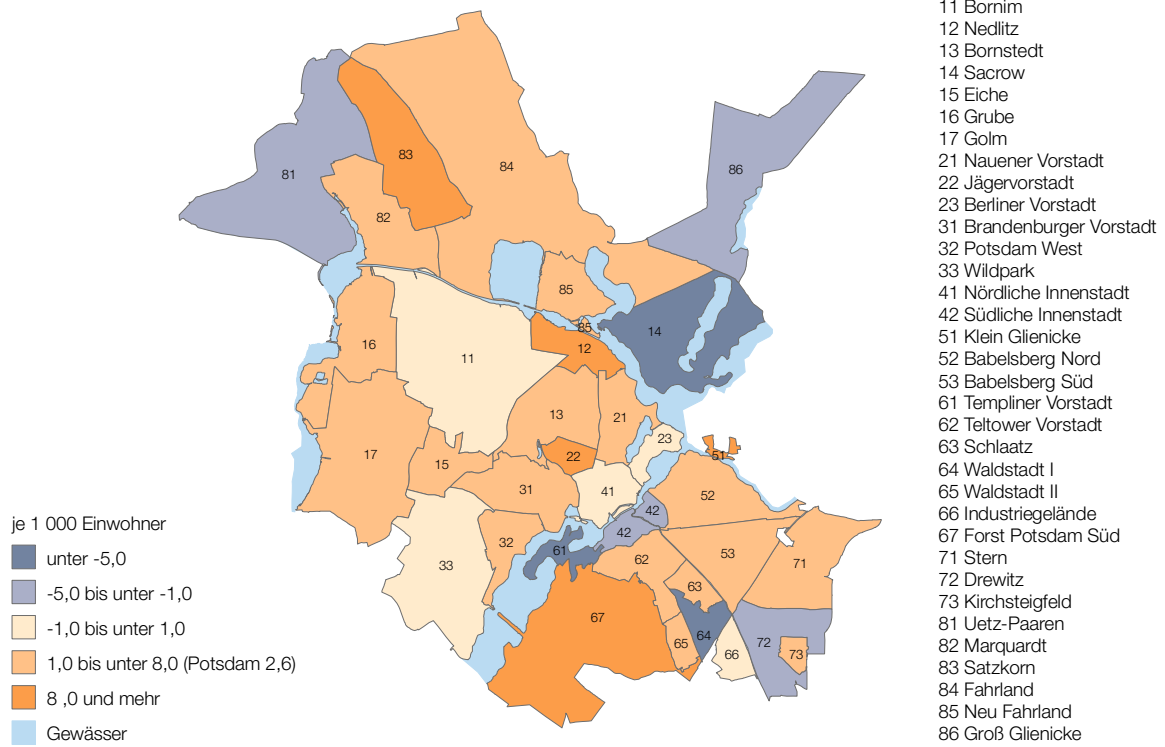 11 Bornim
12 Nedlitz
13 Bornstedt
14 Sacrow
15 Eiche
16 Grube
17 Golm
21 Nauener Vorstadt
22 Jägervorstadt
23 Berliner Vorstadt
31 Brandenburger Vorstadt
32 Potsdam West
33 Wildpark
41 Nördliche Innenstadt
42 Südliche Innenstadt
51 Klein Glienicke
52 Babelsberg Nord
53 Babelsberg Süd
61 Templiner Vorstadt
62 Teltower Vorstadt
63 Schlaatz
64 Waldstadt I
65 Waldstadt II
66 Industriegelände
67 Forst Potsdam Süd
71 Stern
72 Drewitz
73 Kirchsteigfeld
81 Uetz-Paaren
82 Marquardt
83 Satzkorn
84 Fahrland
85 Neu Fahrland
86 Groß Glienicke
83
84
81
86
82
85
85
14
16
11
12
13
21
23
22
17
15
31
41
51
52
42
42
32
61
62
53
71
33
63
67
65
64
66
72
73
je 1 000 Einwohner
unter -5,0
-5,0 bis unter -1,0
-1,0 bis unter 1,0
1,0 bis unter 8,0 (Potsdam 2,6)
8 ,0 und mehr
Gewässer